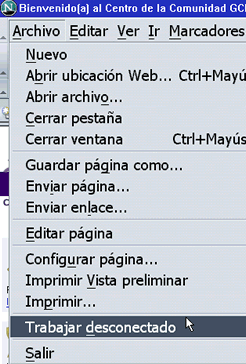 Bienvenido(a) al Centro de la Comunidad GC
Archivo Editar Ver Ir Marcadores
Nuevo
Abrir ubicación Web... Ctrl+Mayú
Abrir archivo...
Cerrar pestaña
Cerrar ventana Ctrl+Mayús
Guardar página como...
Enviar página...
Enviar enlace...
Editar página
Configurar página...
Imprimir Vista preliminar
Imprimir...
Trabajar desconectado
Salir